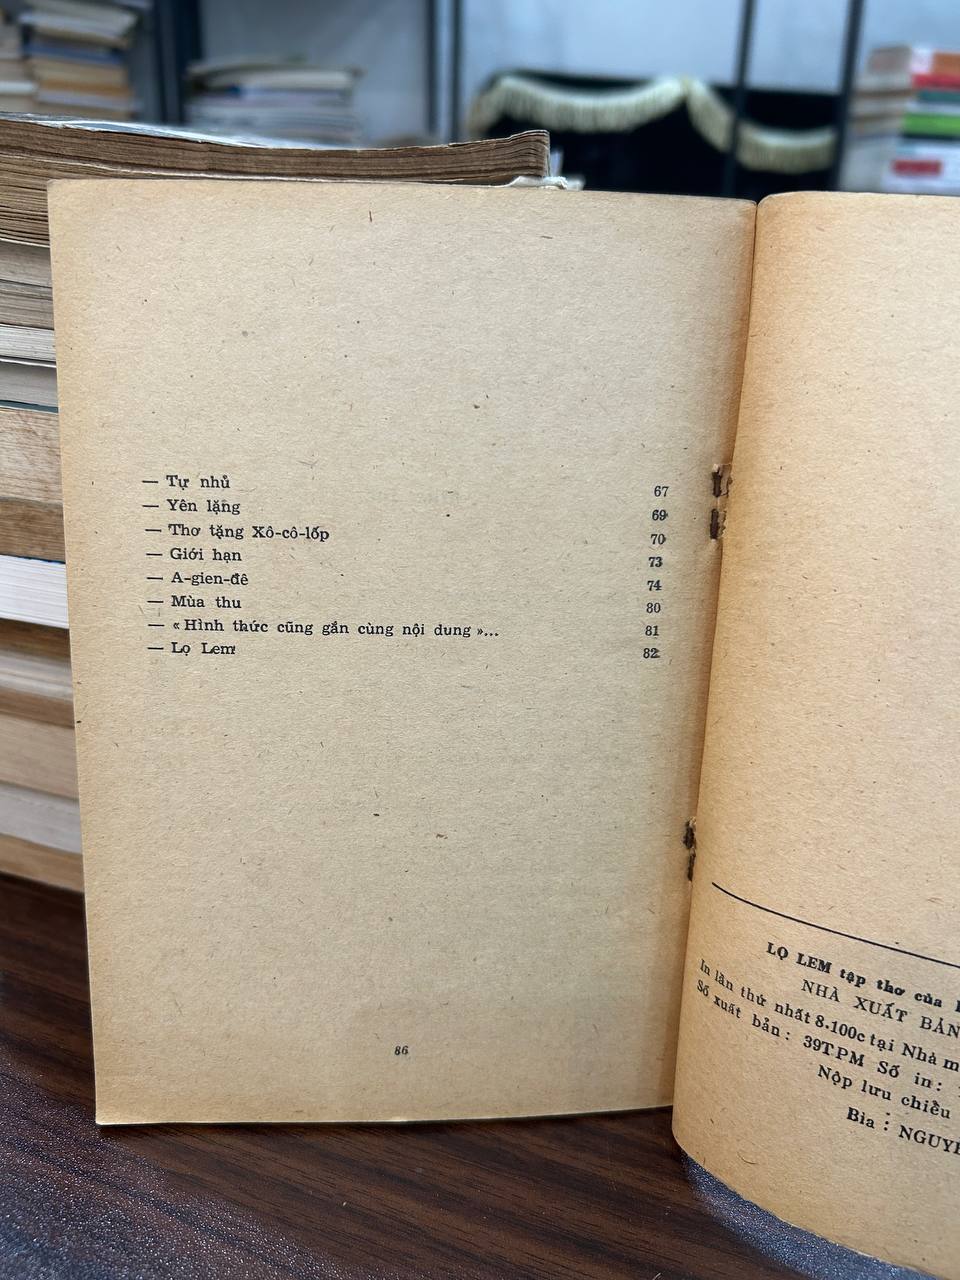 — Tự nhủ 67
— Yên lặng 69
— Thơ tặng Xô-cô-lốp 70
— Giới hạn 73
— A-gien-đê 74
— Mùa thu 80
— « Hình thức cũng gắn cùng nội dung »... 81
— Lọ Lem 82
86
LỌ LEM tập thơ của
NHÀ XUẤT BẢN
In lần thứ nhất 8.100c tại Nhà m
Số xuất bản : 39TPM Số in :
Nộp lưu chiểu
Bìa : NGUYỄ